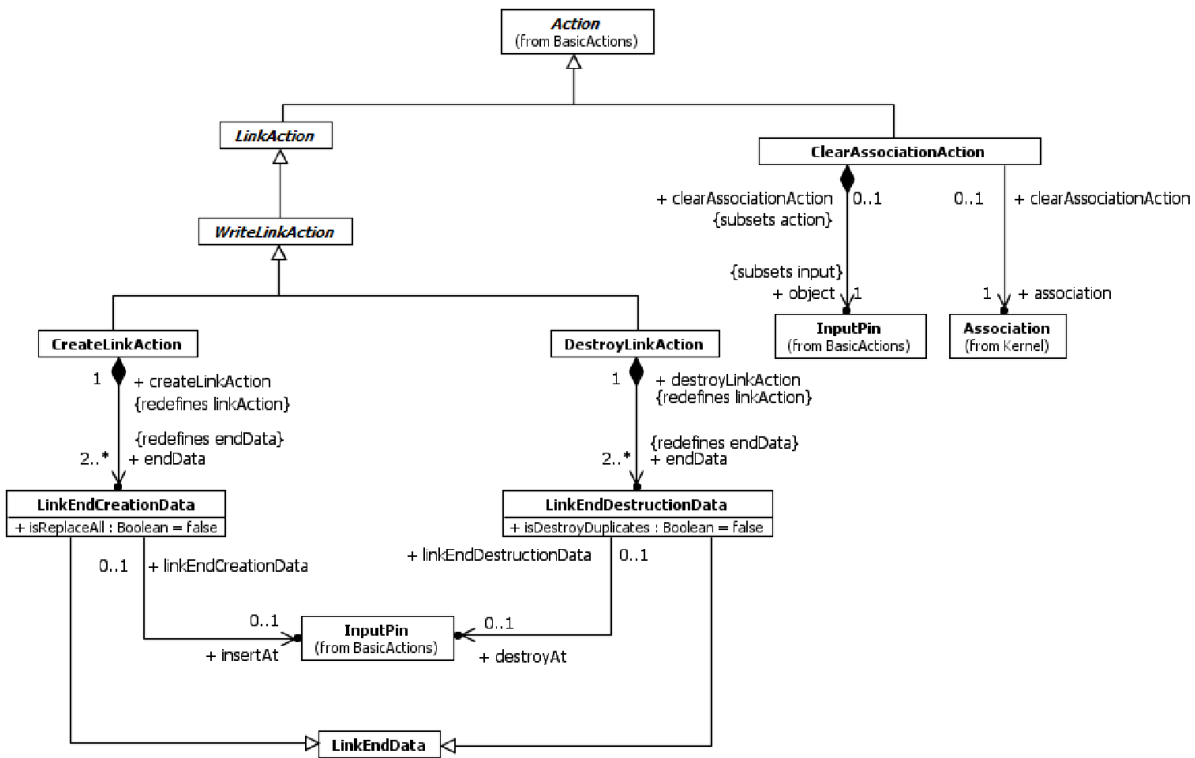 Action
(from BasicActions)
LinkAction
ClearAssociationAction
+ clearAssociationAction
0..1
0..1
+ clearAssociationAction
{subsets action}
WriteLinkAction
{subsets input}
+ object
1
1
+ association
InputPin
(from BasicActions)
Association
(from Kernel)
CreateLinkAction
DestroyLinkAction
1
+ createLinkAction
{redefines linkAction}
1
+ destroyLinkAction
{redefines linkAction}
{redefines endData}
2..*
+ endData
{redefines endData}
2..*
+ endData
LinkEndCreationData
+ isReplaceAll : Boolean = false
LinkEndDestructionData
+ isDestroyDuplicates : Boolean = false
0..1
+ linkEndCreationData
+ linkEndDestructionData
0..1
0..1
+ insertAt
InputPin
(from BasicActions)
0..1
+ destroyAt
LinkEndData